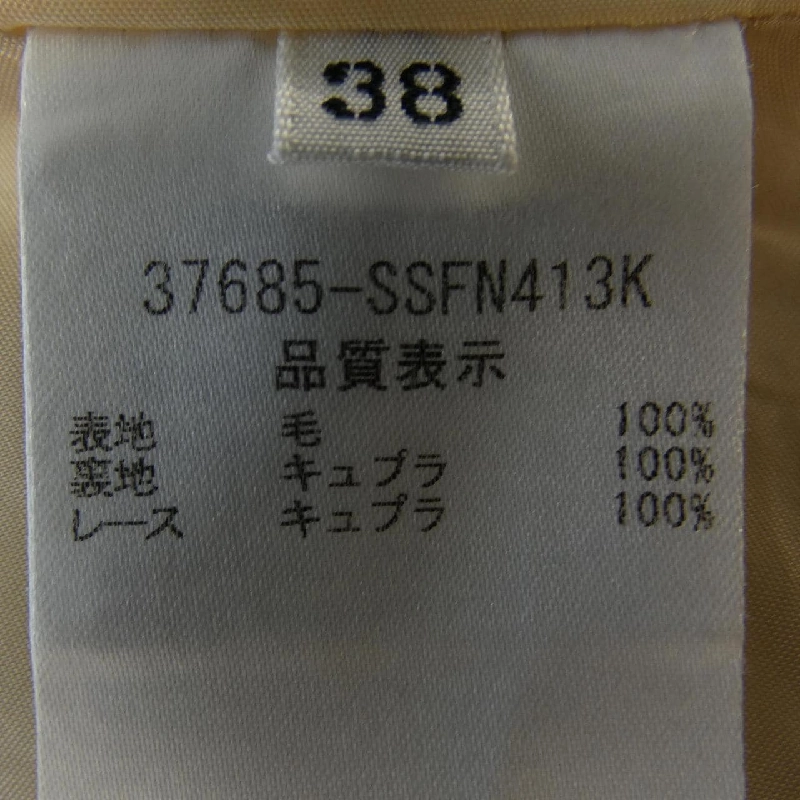 38
37685-SSFN413K
品質表示
表地 毛 100%
裏地 キュプラ 100%
レース キュプラ 100%